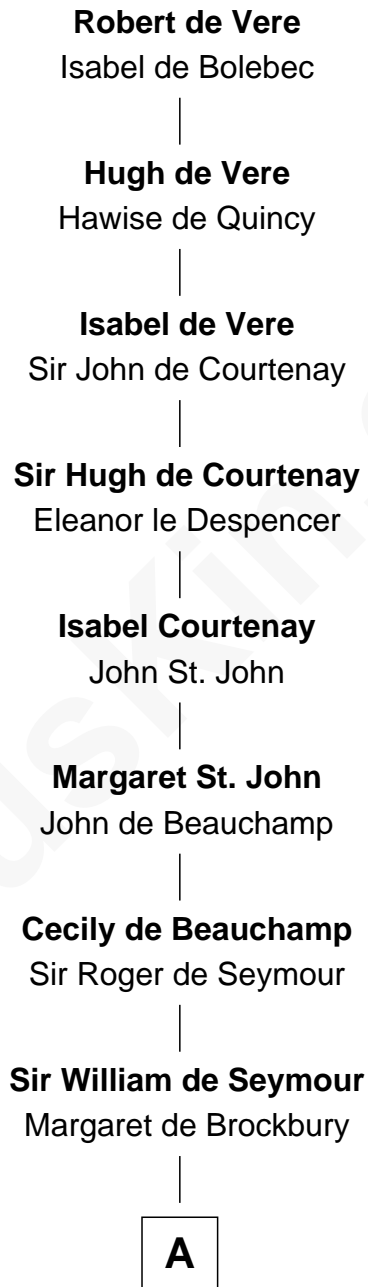 Robert de Vere
Isabel de Bolebec
Hugh de Vere
Hawise de Quincy
Isabel de Vere
Sir John de Courtenay
Sir Hugh de Courtenay
Eleanor le Despencer
Isabel Courtenay
John St. John
Margaret St. John
John de Beauchamp
Cecily de Beauchamp
Sir Roger de Seymour
Sir William de Seymour
Margaret de Brockbury
A